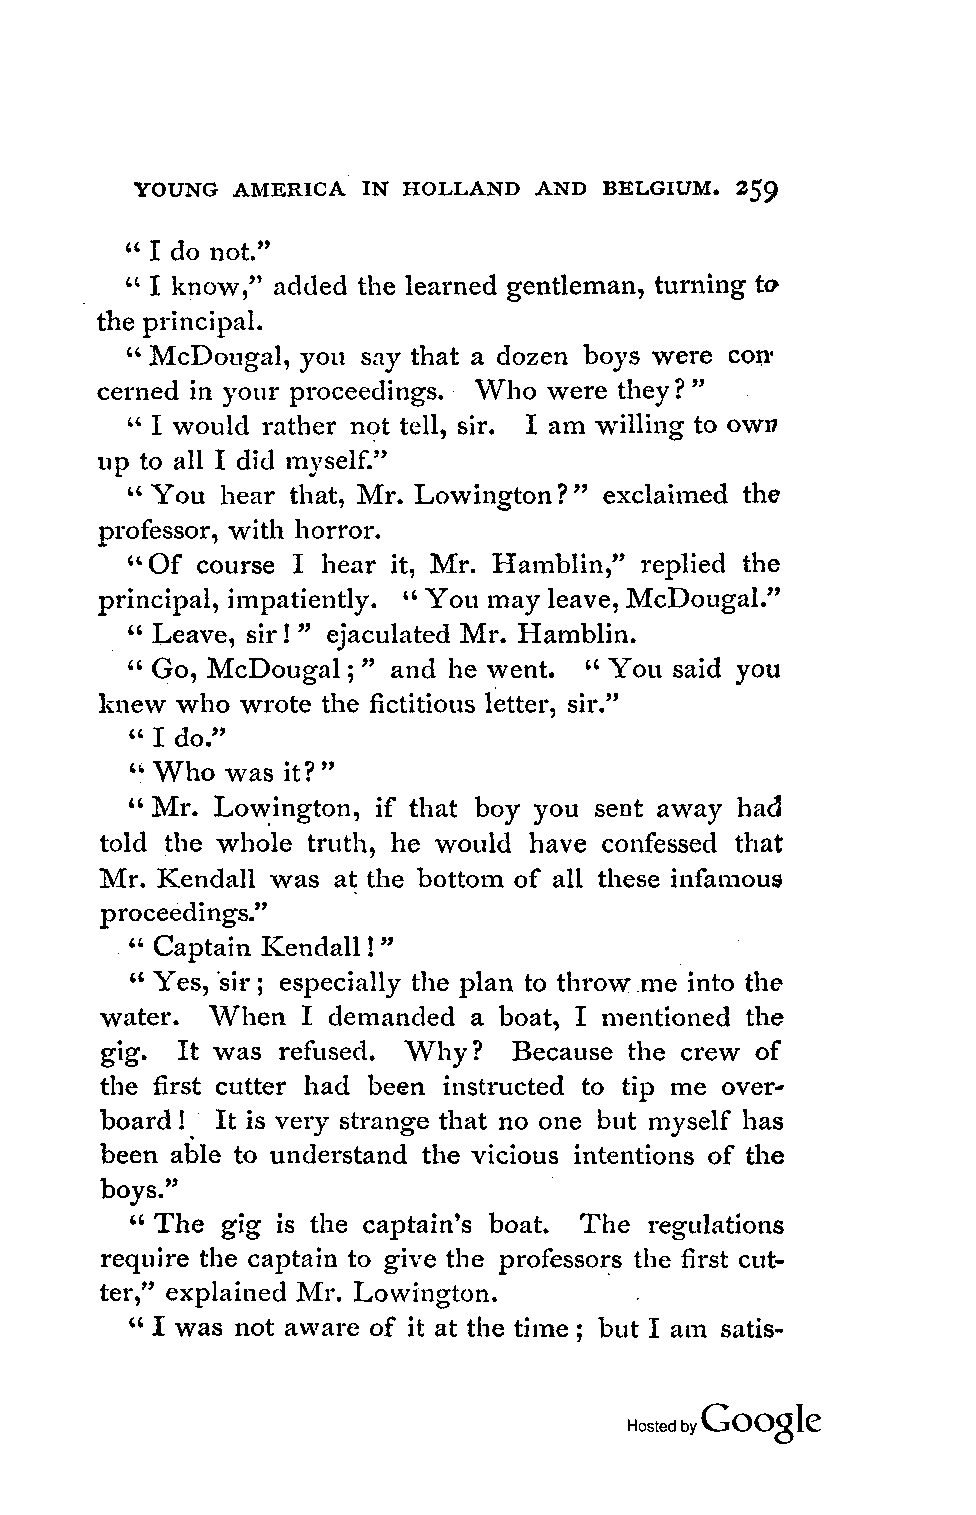 YOUNG AMERICA IN HOLLAND AND BELGIUM. 259
"I do not."
"I know," added the learned gentleman, turning to
the principal.
"McDougal, you say that a dozen boys were con-
cerned in your proceedings. Who were they?"
"I would rather not tell, sir. I am willing to own
up to all I did myself."
"You hear that, Mr. Lowington?" exclaimed the
professor, with horror.
"Of course I hear it, Mr. Hamblin," replied the
principal, impatiently. "You may leave, McDougal."
"Leave, sir!" ejaculated Mr. Hamblin.
"Go, McDougal;" and he went. "You said you
knew who wrote the fictitious letter, sir."
"I do."
"Who was it?"
"Mr. Lowington, if that boy you sent away had
told the whole truth, he would have confessed that
Mr. Kendall was at the bottom of all these infamous
proceedings."
"Captain Kendall!"
"Yes, sir; especially the plan to throw me into the
water. When I demanded a boat, I mentioned the
gig. It was refused. Why? Because the crew of
the first cutter had been instructed to tip me over-
board! It is very strange that no one but myself has
been able to understand the vicious intentions of the
boys."
"The gig is the captain's boat. The regulations
require the captain to give the professors the first cut-
ter," explained Mr. Lowington.
"I was not aware of it at the time; but I am satis-
Hosted by Google